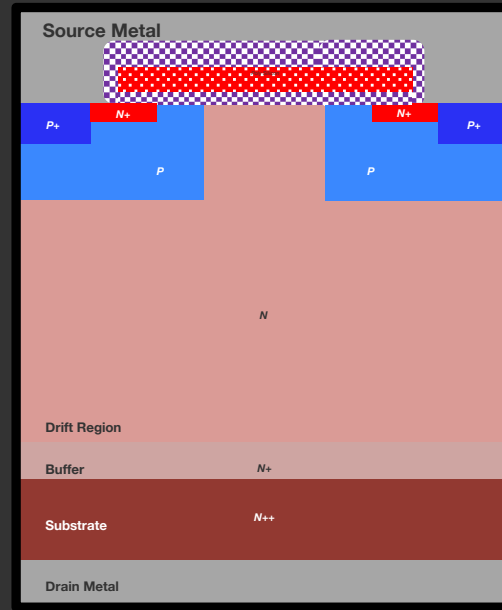 Source Metal
N+
N+
P+
P+
P
P
N
Drift Region
Buffer
N+
N++
Substrate
Drain Metal